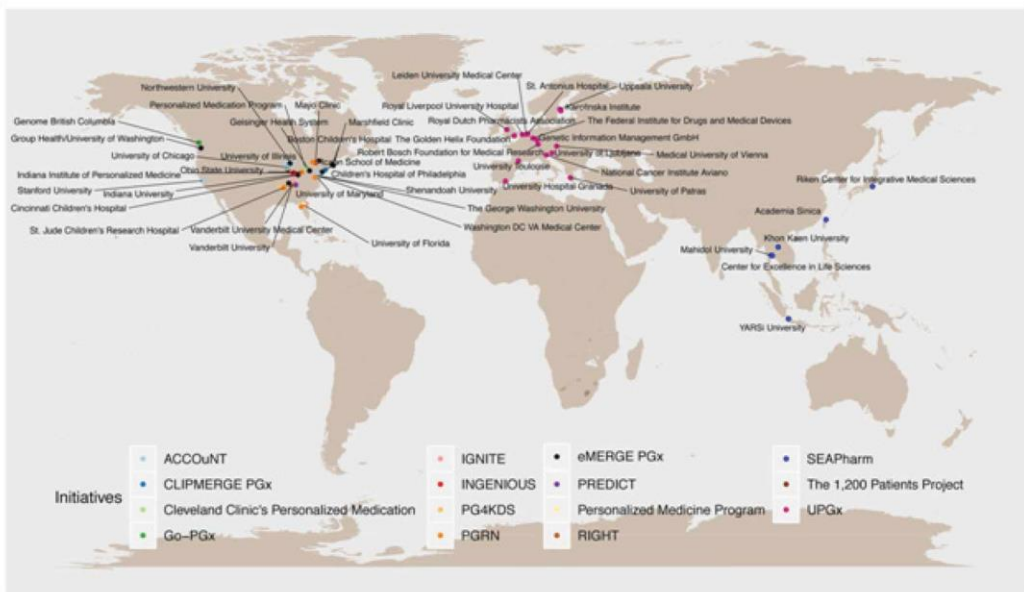 Leiden University Medical Center
St. Antonius Hospital
Uppsala University
Northwestern University
Personalized Medication Program
Mayo Clinic
Royal Liverpool University Hospital
Karolinska Institute
Genome British Columbia
Geisinger Health System
Marshfield Clinic
Royal Dutch Pharmacists Association
The Federal Institute for Drugs and Medical Devices
Group Health/University of Washington
Boston Children's Hospital
The Golden Helix Foundation
Genetic Information Management GmbH
University of Chicago
University of Illinois
Robert Bosch Foundation for Medical Research
University of Ljubljana
Medical University of Vienna
School of Medicine
Ohio State University
University Toulouse
National Cancer Institute Aviano
Indiana Institute of Personalized Medicine
Children's Hospital of Philadelphia
Riken Center for Integrative Medical Sciences
Stanford University
Indiana University
University of Maryland
Shenandoah University
University Hospital Granada
University of Patras
Cincinnati Children's Hospital
The George Washington University
Academia Sinica
St. Jude Children's Research Hospital
Vanderbilt University Medical Center
Washington DC VA Medical Center
Khon Kaen University
Vanderbilt University
University of Florida
Mahidol University
Center for Excellence in Life Sciences
YARSi University
Initiatives
ACCOuNT
CLIPMERGE PGx
Cleveland Clinic's Personalized Medication
Go-PGx
IGNITE
INGENIOUS
PG4KDS
PGRN
eMERGE PGx
PREDICT
Personalized Medicine Program
RIGHT
SEAPharm
The 1,200 Patients Project
UPGx